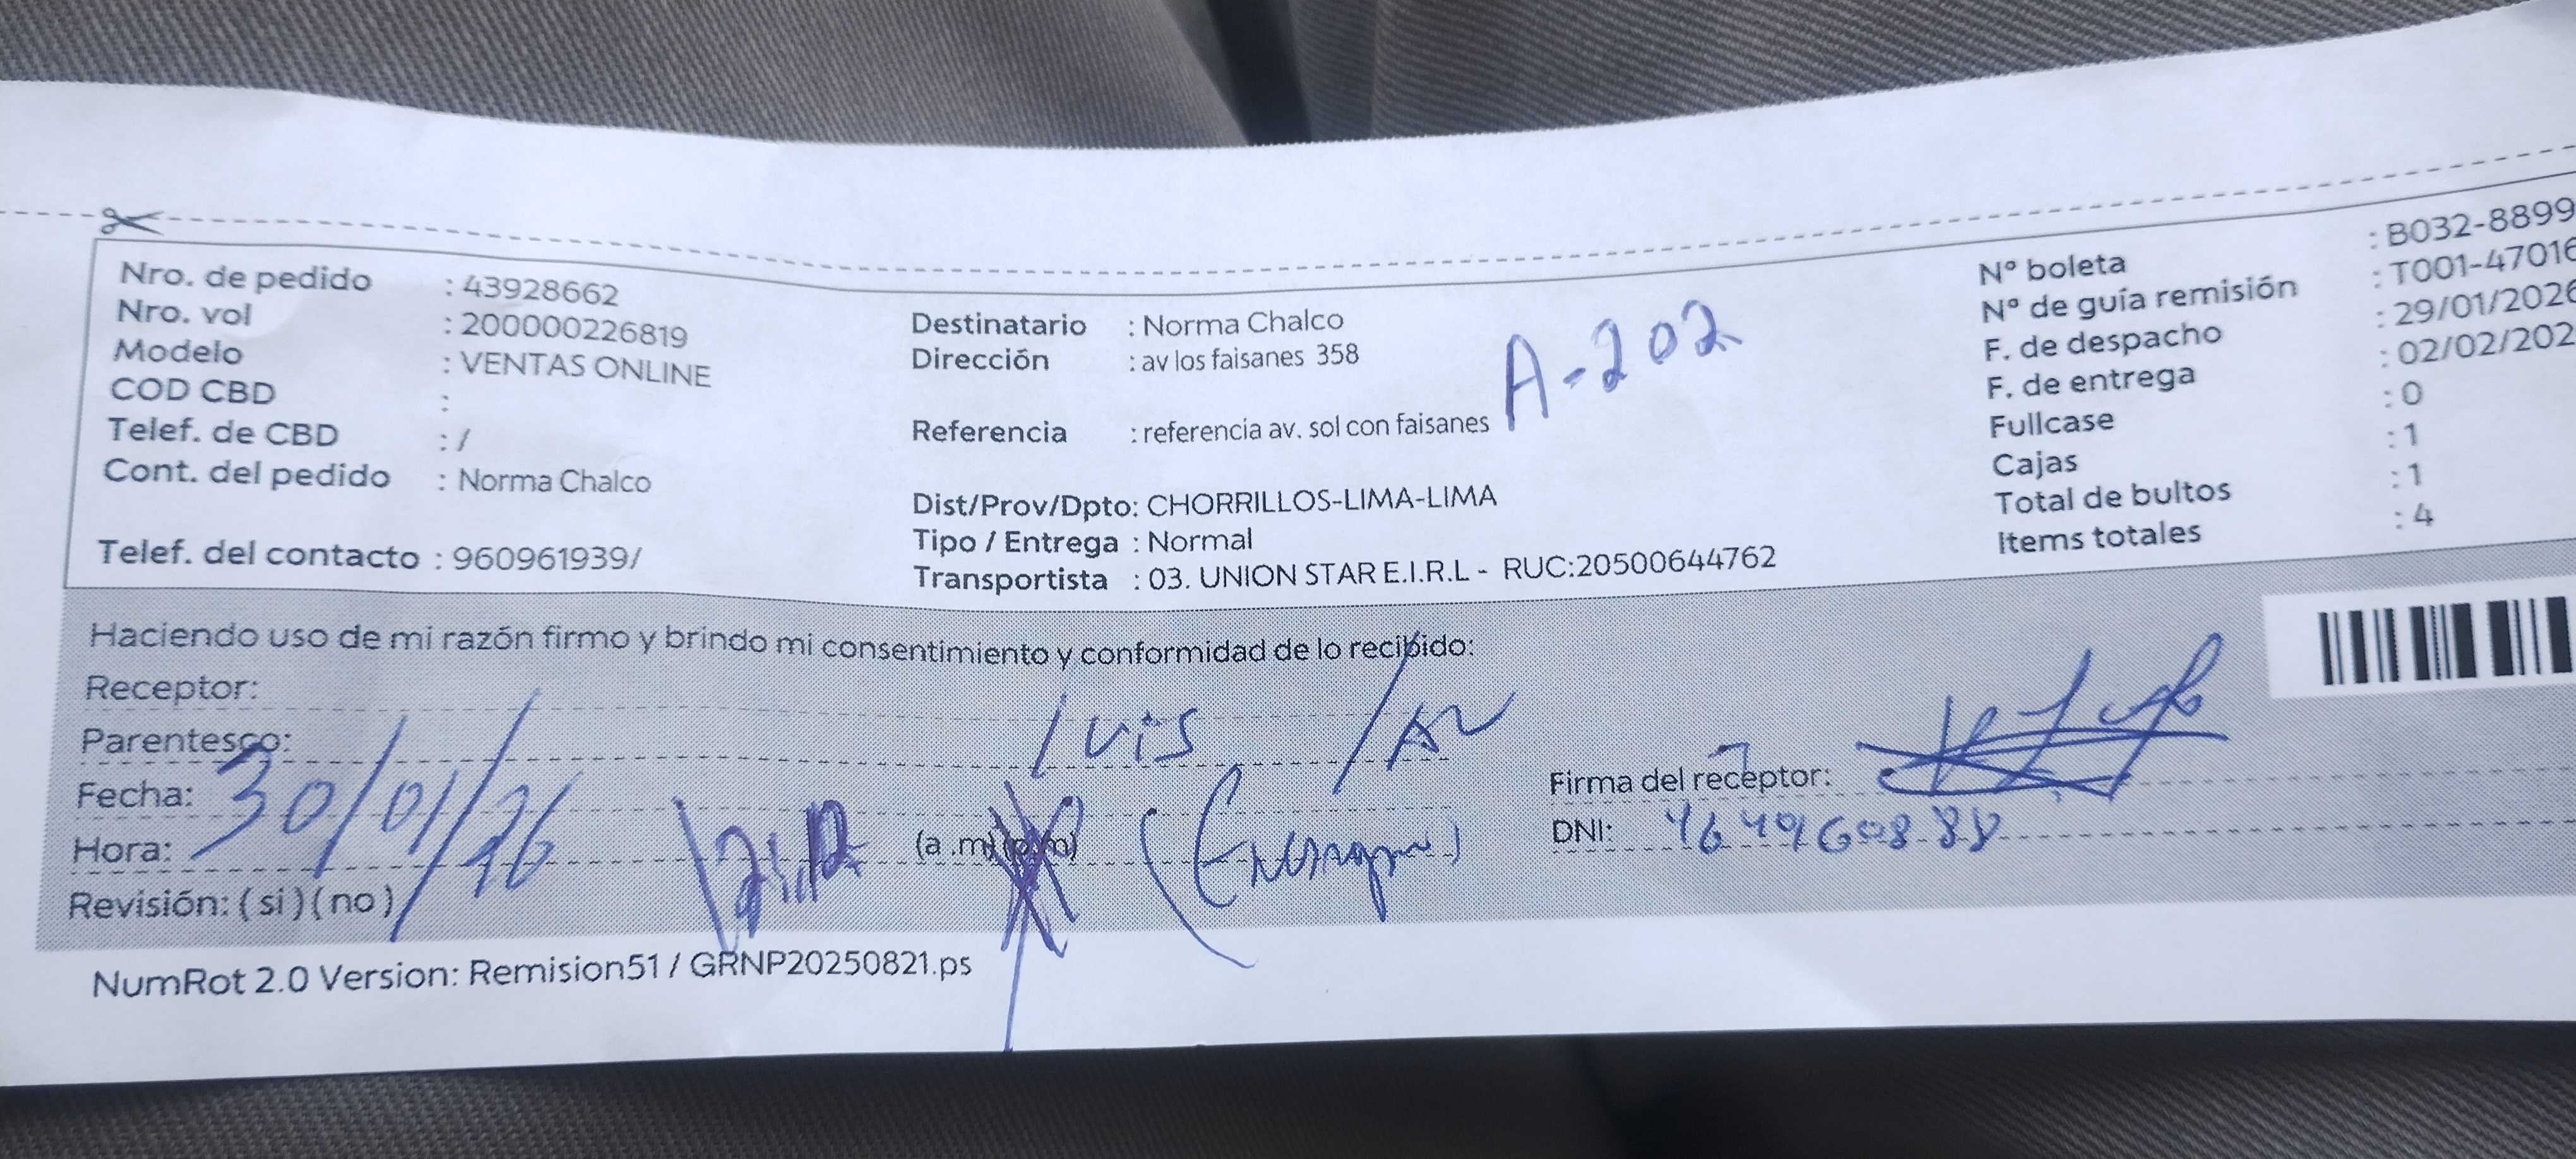 Nro. de pedido : 43928662
Nro. vol : 200000226819
Modelo : VENTAS ONLINE
COD CBD :
Telef. de CBD : /
Cont. del pedido : Norma Chalco
Telef. del contacto : 960961939/
Destinatario : Norma Chalco
Dirección : av los faisanes 358
A-202
Referencia : referencia av. sol con faisanes
Dist/Prov/Dpto: CHORRILLOS-LIMA-LIMA
Tipo / Entrega : Normal
Transportista : 03. UNION STAR E.I.R.L - RUC:20500644762
N° boleta : B032-8899
N° de guía remisión : T001-47016
F. de despacho : 29/01/2026
F. de entrega : 02/02/202
Fullcase : 0
Cajas : 1
Total de bultos : 1
Items totales : 4
Haciendo uso de mi razón firmo y brindo mi consentimiento y conformidad de lo recibido:
Receptor:
Parentesco: Luis
Fecha: 30/01/26
Hora: (a.m)(p.m)
Revisión: (si)(no)
Firma del receptor:
DNI:
NumRot 2.0 Version: Remision51 / GRNP20250821.ps